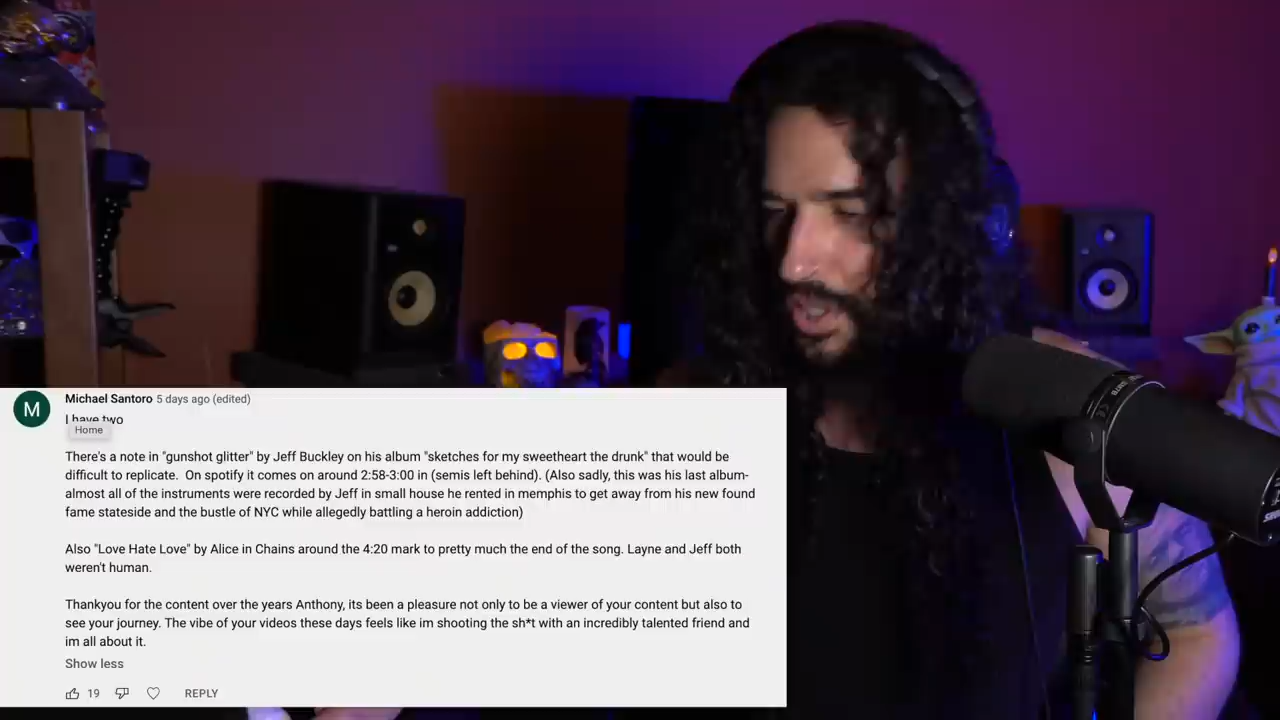 M
Michael Santoro 5 days ago (edited)
I have two
Home
There's a note in "gunshot glitter" by Jeff Buckley on his album "sketches for my sweetheart the drunk" that would be
difficult to replicate.  On spotify it comes on around 2:58-3:00 in (semis left behind). (Also sadly, this was his last album-
almost all of the instruments were recorded by Jeff in small house he rented in memphis to get away from his new found
fame stateside and the bustle of NYC while allegedly battling a heroin addiction)
Also "Love Hate Love" by Alice in Chains around the 4:20 mark to pretty much the end of the song. Layne and Jeff both
weren't human.
Thankyou for the content over the years Anthony, its been a pleasure not only to be a viewer of your content but also to
see your journey. The vibe of your videos these days feels like im shooting the sh*t with an incredibly talented friend and
im all about it.
Show less
19
REPLY